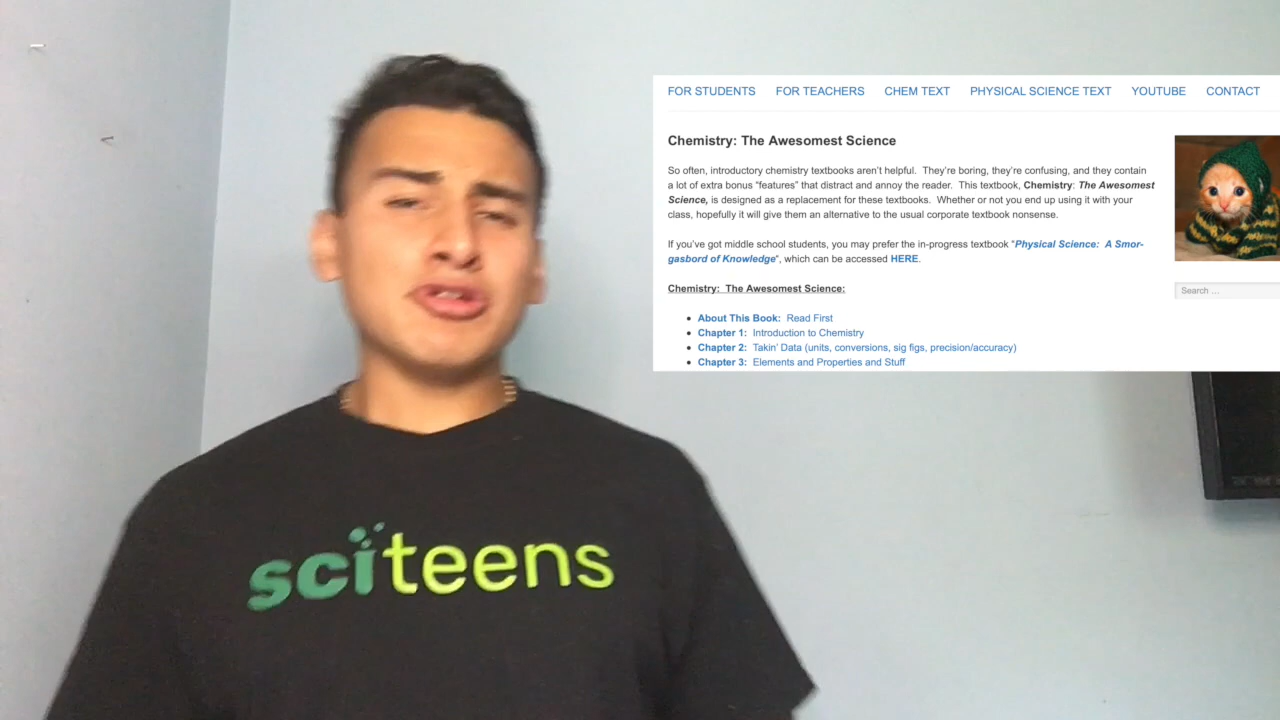 FOR STUDENTS FOR TEACHERS CHEM TEXT PHYSICAL SCIENCE TEXT YOUTUBE CONTACT
Chemistry: The Awesomest Science
So often, introductory chemistry textbooks aren't helpful. They're boring, they're confusing, and they contain
a lot of extra bonus "features" that distract and annoy the reader. This textbook, Chemistry: The Awesomest
Science, is designed as a replacement for these textbooks. Whether or not you end up using it with your
class, hopefully it will give them an alternative to the usual corporate textbook nonsense.
If you've got middle school students, you may prefer the in-progress textbook "Physical Science: A Smor-
gasbord of Knowledge", which can be accessed HERE.
Search ...
Chemistry: The Awesomest Science:
• About This Book: Read First
• Chapter 1: Introduction to Chemistry
• Chapter 2: Takin' Data (units, conversions, sig figs, precision/accuracy)
• Chapter 3: Elements and Properties and Stuff
sciteens